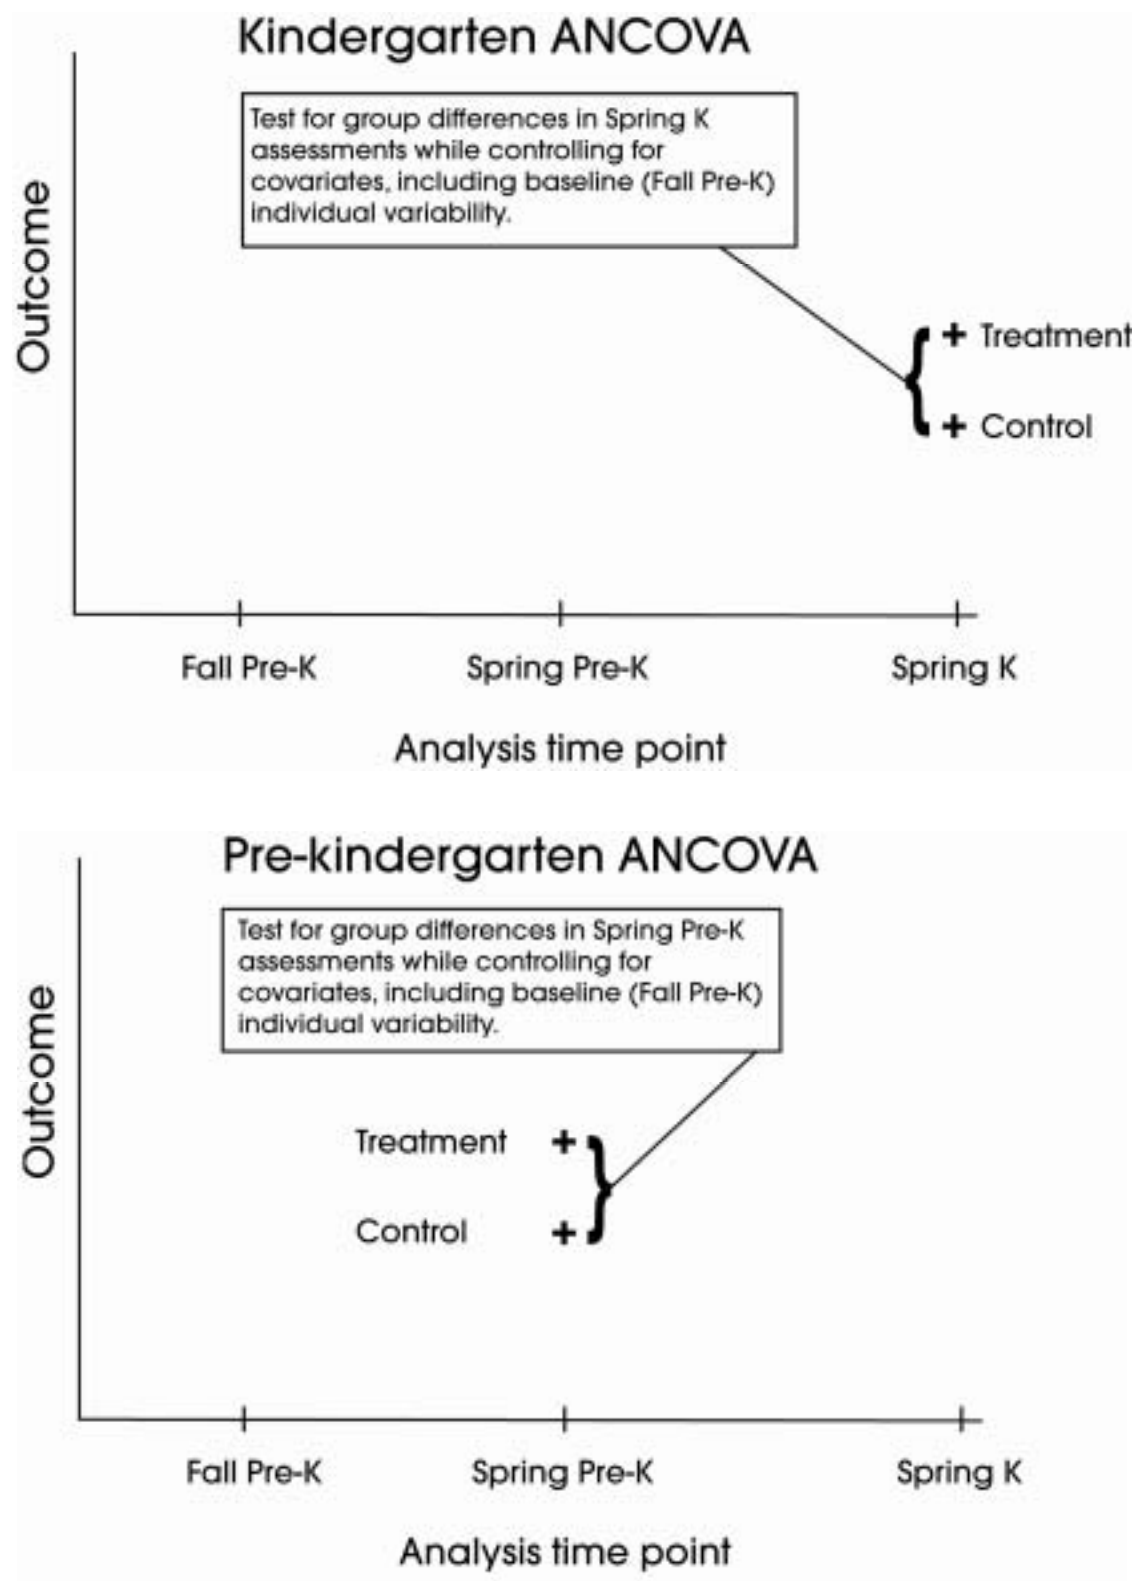 Kindergarten ANCOVA
Test for group differences in Spring K
assessments while controlling for
covariates, including baseline (Fall Pre-K)
individual variability.
Outcome
+ Treatment
+ Control
Fall Pre-K
Spring Pre-K
Spring K
Analysis time point
Pre-kindergarten ANCOVA
Test for group differences in Spring Pre-K
assessments while controlling for
covariates, including baseline (Fall Pre-K)
individual variability.
Outcome
Treatment +
Control +
Fall Pre-K
Spring Pre-K
Spring K
Analysis time point